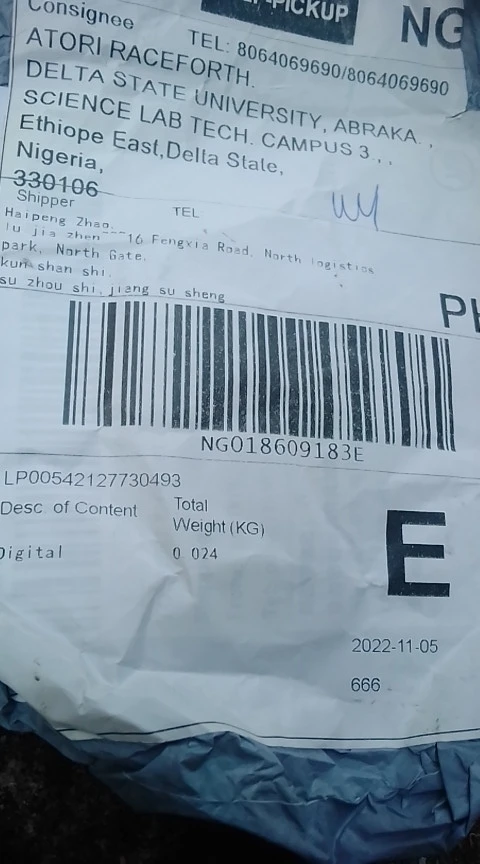 Consignee
PICKUP
NG
TEL: 8064069690/8064069690
ATORI RACEFORTH.
DELTA STATE UNIVERSITY, ABRAKA. ,
SCIENCE LAB TECH. CAMPUS 3 , .
Ethiope East,Delta State,
Nigeria,
330106
Shipper
TEL
Haipeng Zhao
lu jia zhen---16 Fengxia Road, North logistics
park, North Gate,
kun shan shi,
su zhou shi, jiang su sheng
NG018609183E
LP00542127730493
Desc. of Content
Total
Weight (KG)
Digital
0.024
E
2022-11-05
666